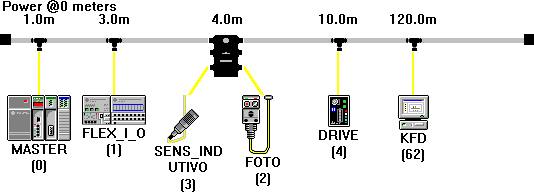 Power @0 meters
1.0m 3.0m 4.0m 10.0m 120.0m
MASTER
(0)
FLEX_I_O
(1)
SENS_IND
UTIVO
(3)
FOTO
(2)
DRIVE
(4)
KFD
(62)